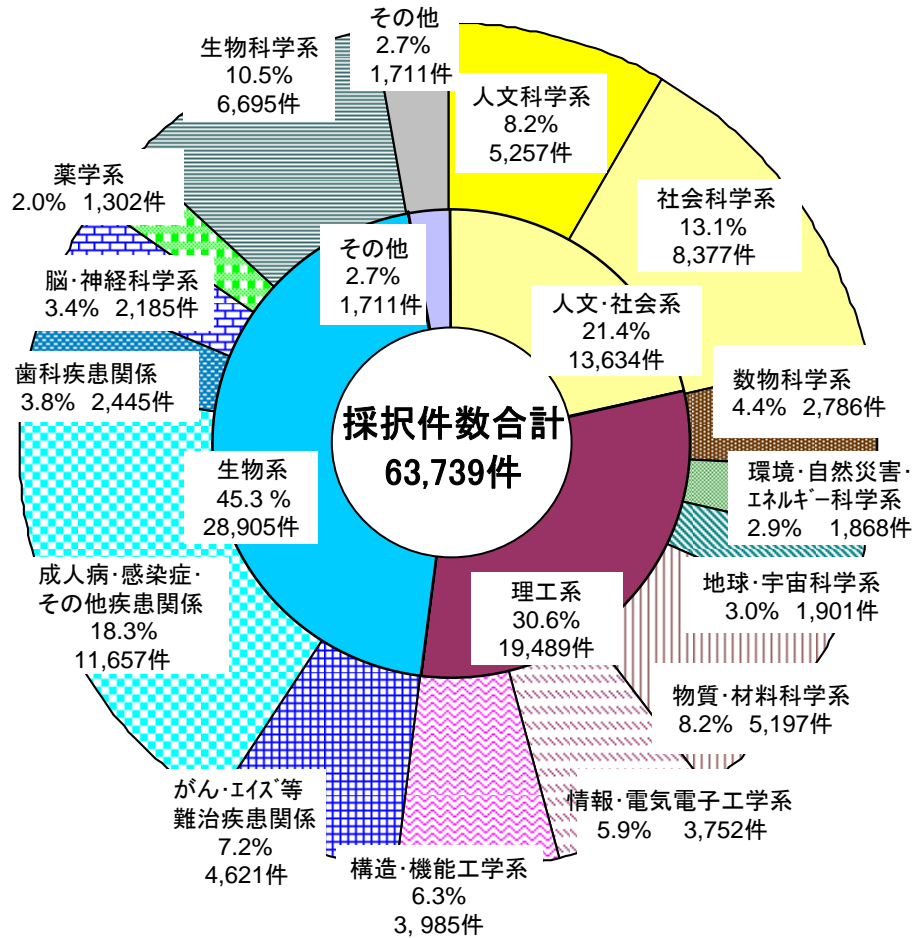 その他
2.7%
1,711件
生物科学系
10.5%
6,695件
人文科学系
8.2%
5,257件
薬学系
2.0% 1,302件
社会科学系
13.1%
8,377件
その他
2.7%
1,711件
脳・神経科学系
3.4% 2,185件
人文・社会系
21.4%
13,634件
歯科疾患関係
3.8% 2,445件
数物科学系
4.4% 2,786件
採択件数合計
63,739件
生物系
45.3 %
28,905件
環境・自然災害・
エネルギー科学系
2.9% 1,868件
成人病・感染症・
その他疾患関係
18.3%
11,657件
理工系
30.6%
19,489件
地球・宇宙科学系
3.0% 1,901件
物質・材料科学系
8.2% 5,197件
がん・エイズ等
難治疾患関係
7.2%
4,621件
情報・電気電子工学系
5.9% 3,752件
構造・機能工学系
6.3%
3, 985件